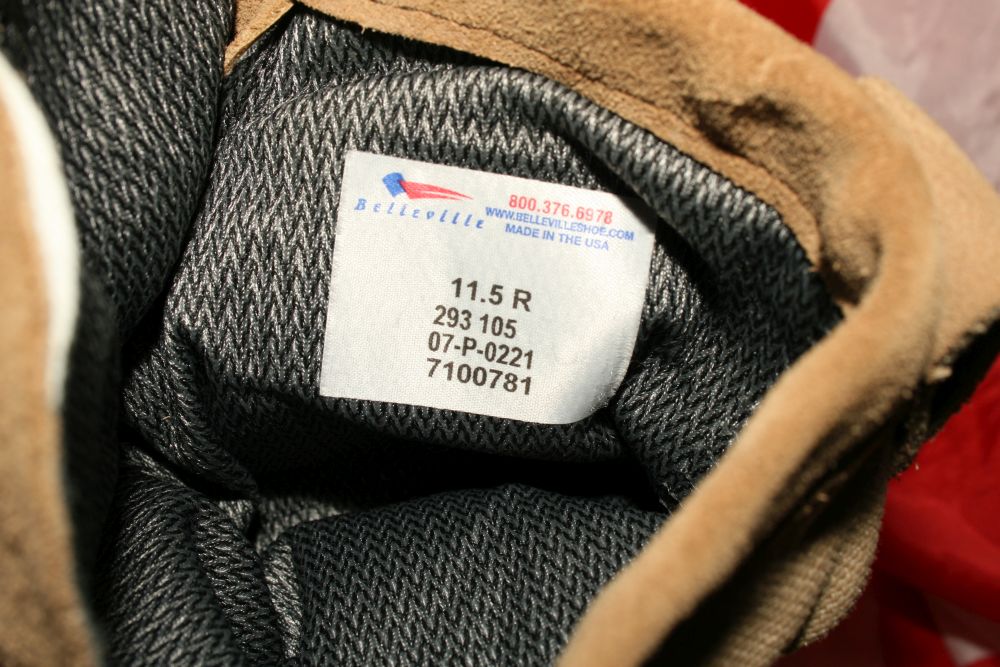 Belleville
800.376.6978
WWW.BELLEVILLESHOE.COM
MADE IN THE USA
11.5 R
293 105
07-P-0221
7100781